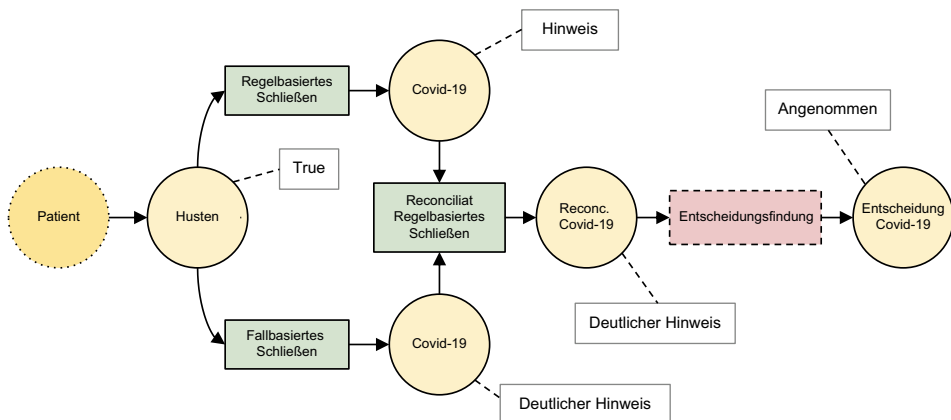 Hinweis
Regelbasiertes
Schließen
Covid-19
Angenommen
True
Patient
Husten
Reconciliat
Regelbasiertes
Schließen
Reconc.
Covid-19
Entscheidungsfindung
Entscheidung
Covid-19
Deutlicher Hinweis
Fallbasiertes
Schließen
Covid-19
Deutlicher Hinweis